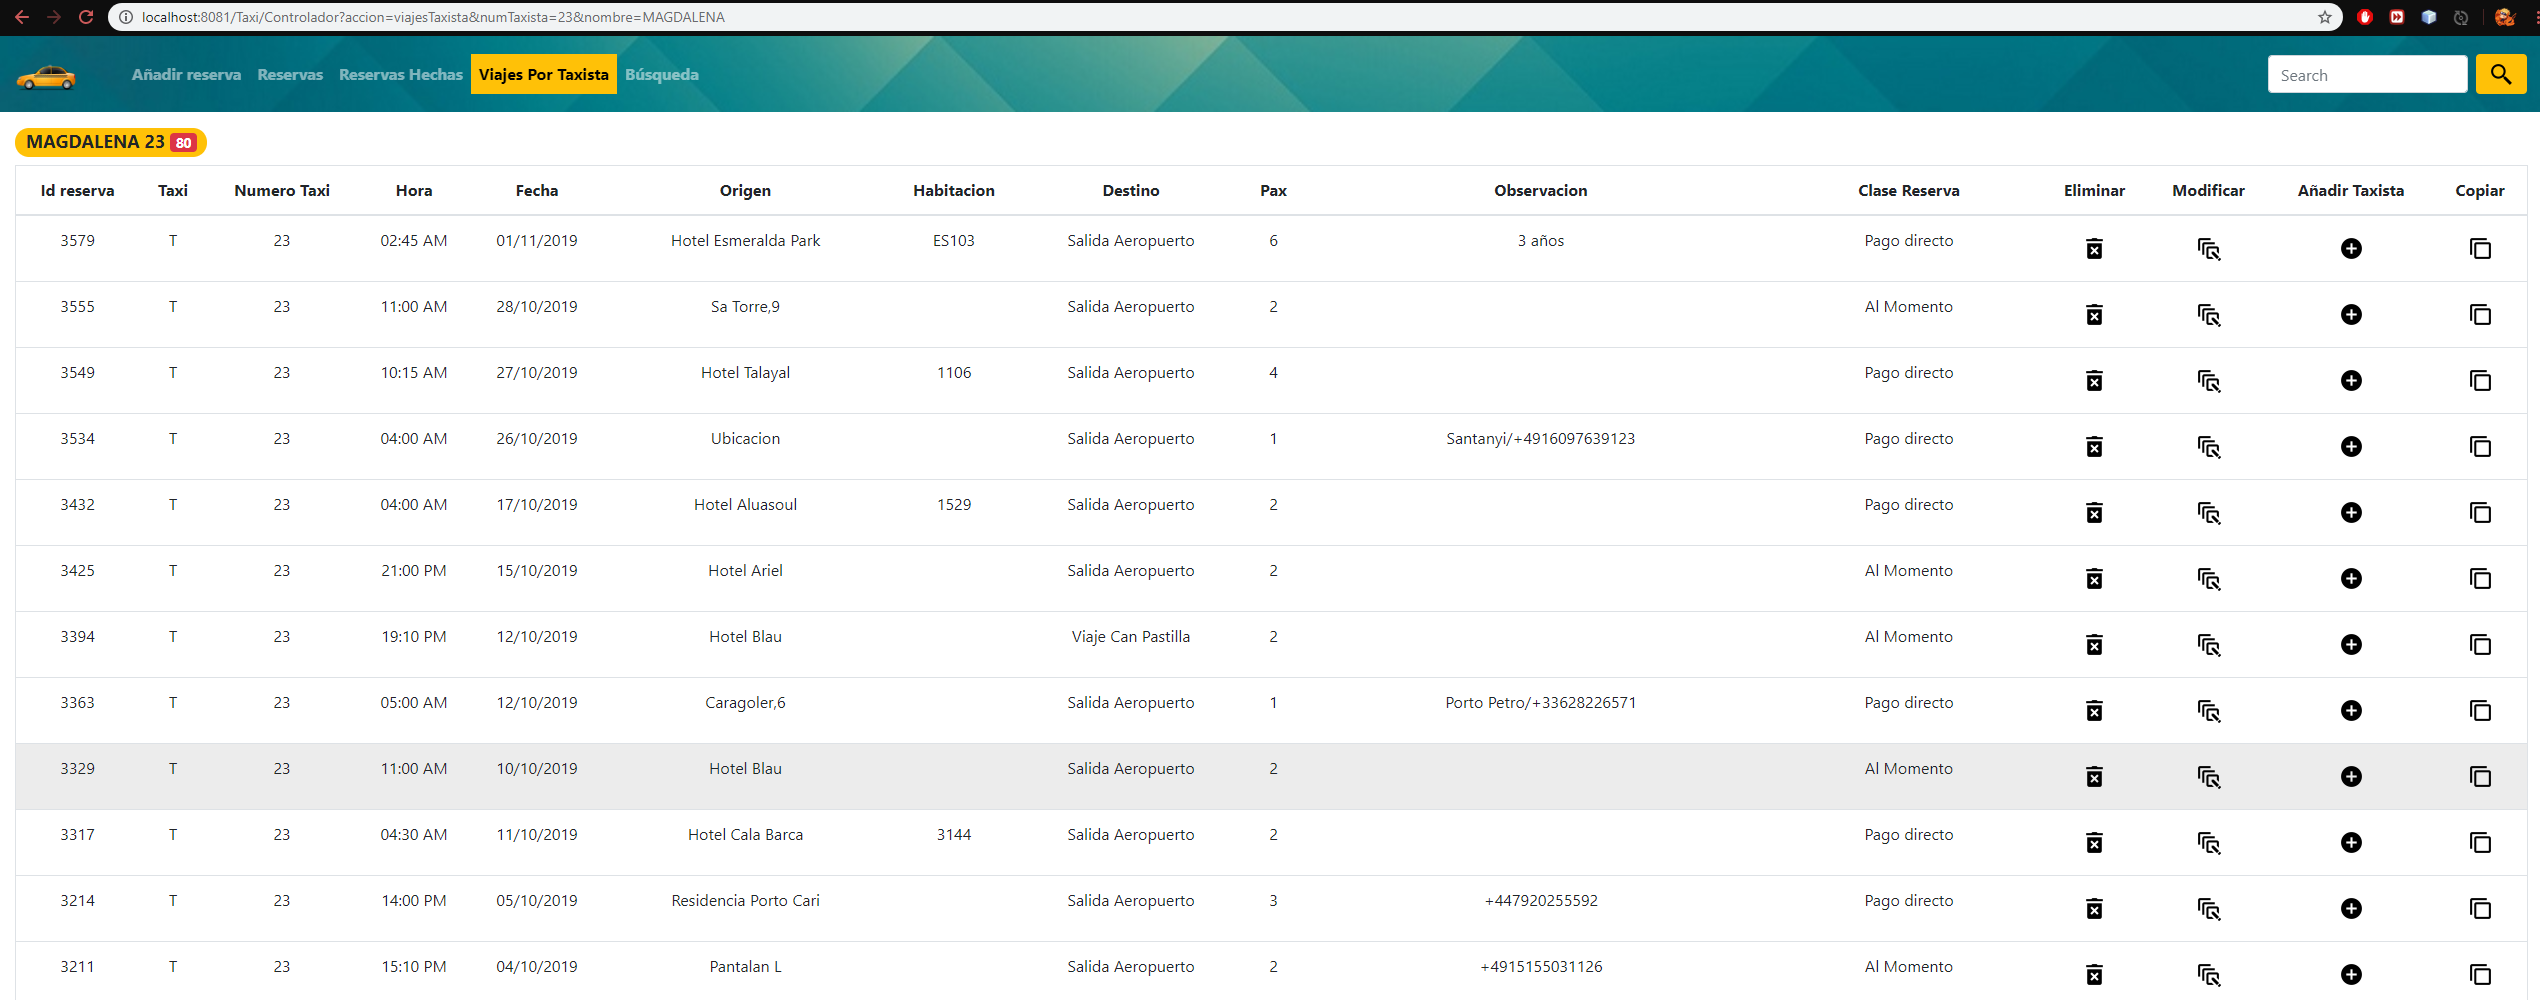 localhost:8081/Taxi/Controlador?accion=viajesTaxista&numTaxista=23&nombre=MAGDALENA
Añadir reserva Reservas Reservas Hechas Viajes Por Taxista Búsqueda Search
MAGDALENA 23 80
Id reserva Taxi Numero Taxi Hora Fecha Origen Habitacion Destino Pax Observacion Clase Reserva Eliminar Modificar Añadir Taxista Copiar
3579 T 23 02:45 AM 01/11/2019 Hotel Esmeralda Park ES103 Salida Aeropuerto 6 3 años Pago directo
3555 T 23 11:00 AM 28/10/2019 Sa Torre,9 Salida Aeropuerto 2 Al Momento
3549 T 23 10:15 AM 27/10/2019 Hotel Talayal 1106 Salida Aeropuerto 4 Pago directo
3534 T 23 04:00 AM 26/10/2019 Ubicacion Salida Aeropuerto 1 Santanyi/+4916097639123 Pago directo
3432 T 23 04:00 AM 17/10/2019 Hotel Aluasoul 1529 Salida Aeropuerto 2 Pago directo
3425 T 23 21:00 PM 15/10/2019 Hotel Ariel Salida Aeropuerto 2 Al Momento
3394 T 23 19:10 PM 12/10/2019 Hotel Blau Viaje Can Pastilla 2 Al Momento
3363 T 23 05:00 AM 12/10/2019 Caragoler,6 Salida Aeropuerto 1 Porto Petro/+33628226571 Pago directo
3329 T 23 11:00 AM 10/10/2019 Hotel Blau Salida Aeropuerto 2 Al Momento
3317 T 23 04:30 AM 11/10/2019 Hotel Cala Barca 3144 Salida Aeropuerto 2 Pago directo
3214 T 23 14:00 PM 05/10/2019 Residencia Porto Cari Salida Aeropuerto 3 +447920255592 Pago directo
3211 T 23 15:10 PM 04/10/2019 Pantalan L Salida Aeropuerto 2 +4915155031126 Al Momento